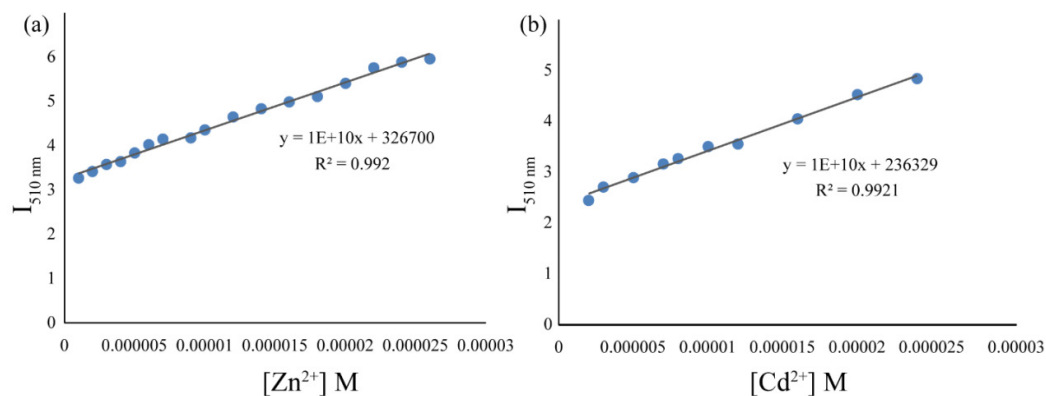 (a)
6
5
4
3
2
1
0
I510 nm
y = 1E+10x + 326700
R² = 0.992
0 0.000005 0.00001 0.000015 0.00002 0.000025 0.00003
[Zn²⁺] M
(b)
5
4
3
2
1
0
I510 nm
y = 1E+10x + 236329
R² = 0.9921
0 0.000005 0.00001 0.000015 0.00002 0.000025 0.00003
[Cd²⁺] M